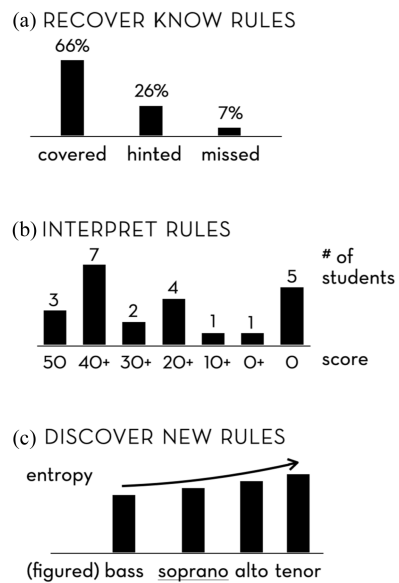 (a) RECOVER KNOW RULES
66%
26%
7%
covered hinted missed
(b) INTERPRET RULES
# of
students
3 7 2 4 1 1 5
50 40+ 30+ 20+ 10+ 0+ 0 score
(c) DISCOVER NEW RULES
entropy
(figured) bass soprano alto tenor